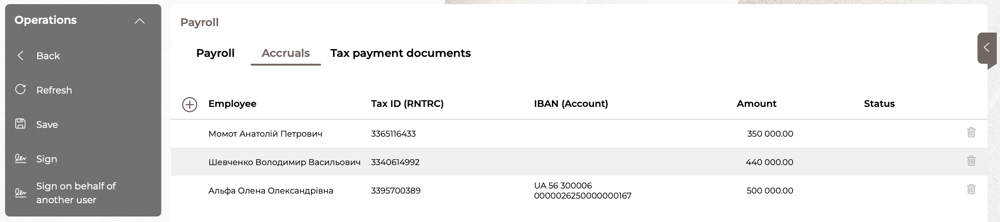 Operations
Back
Refresh
Save
Sign
Sign on behalf of
another user
Payroll
Payroll Accruals Tax payment documents
Employee Tax ID (RNTRC) IBAN (Account) Amount Status
Момот Анатолій Петрович 3365116433 350 000.00
Шевченко Володимир Васильович 3340614992 440 000.00
Альфа Олена Олександрівна 3395700389 UA 56 300006 500 000.00
0000026250000000167